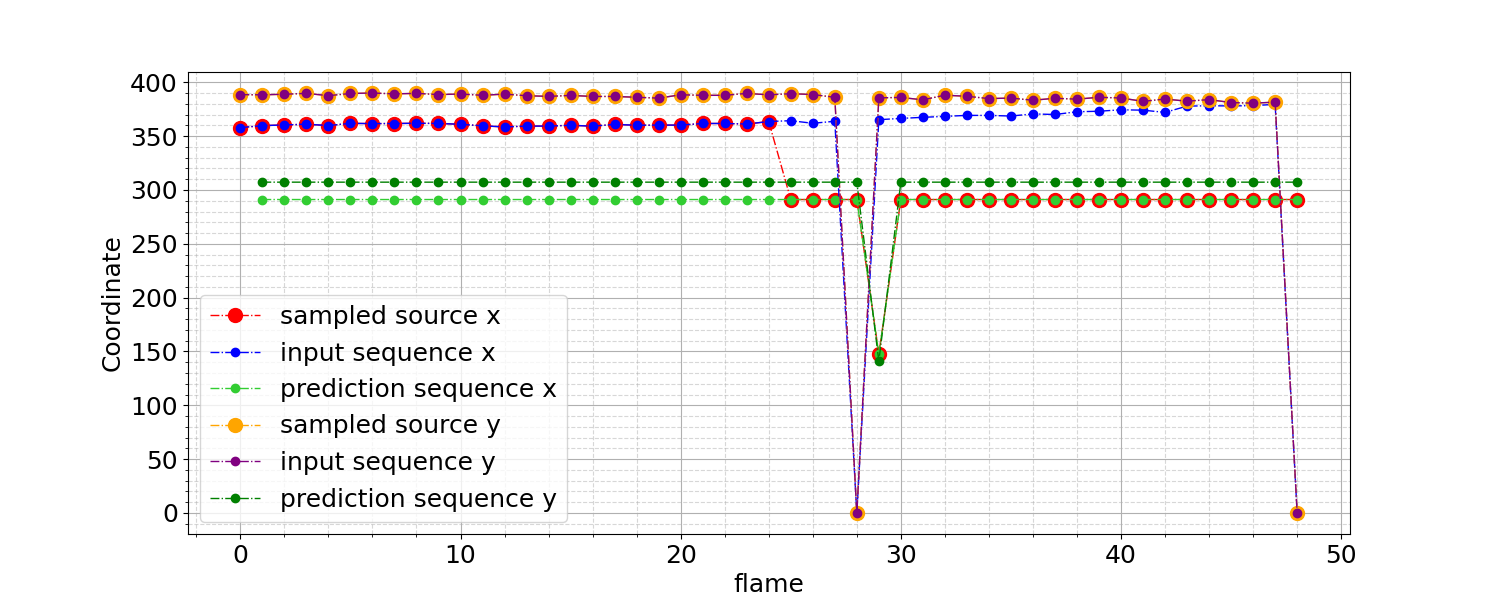 400
350
300
250
200
150
100
50
0
Coordinate
sampled source x
input sequence x
prediction sequence x
sampled source y
input sequence y
prediction sequence y
0 10 20 30 40 50
flame